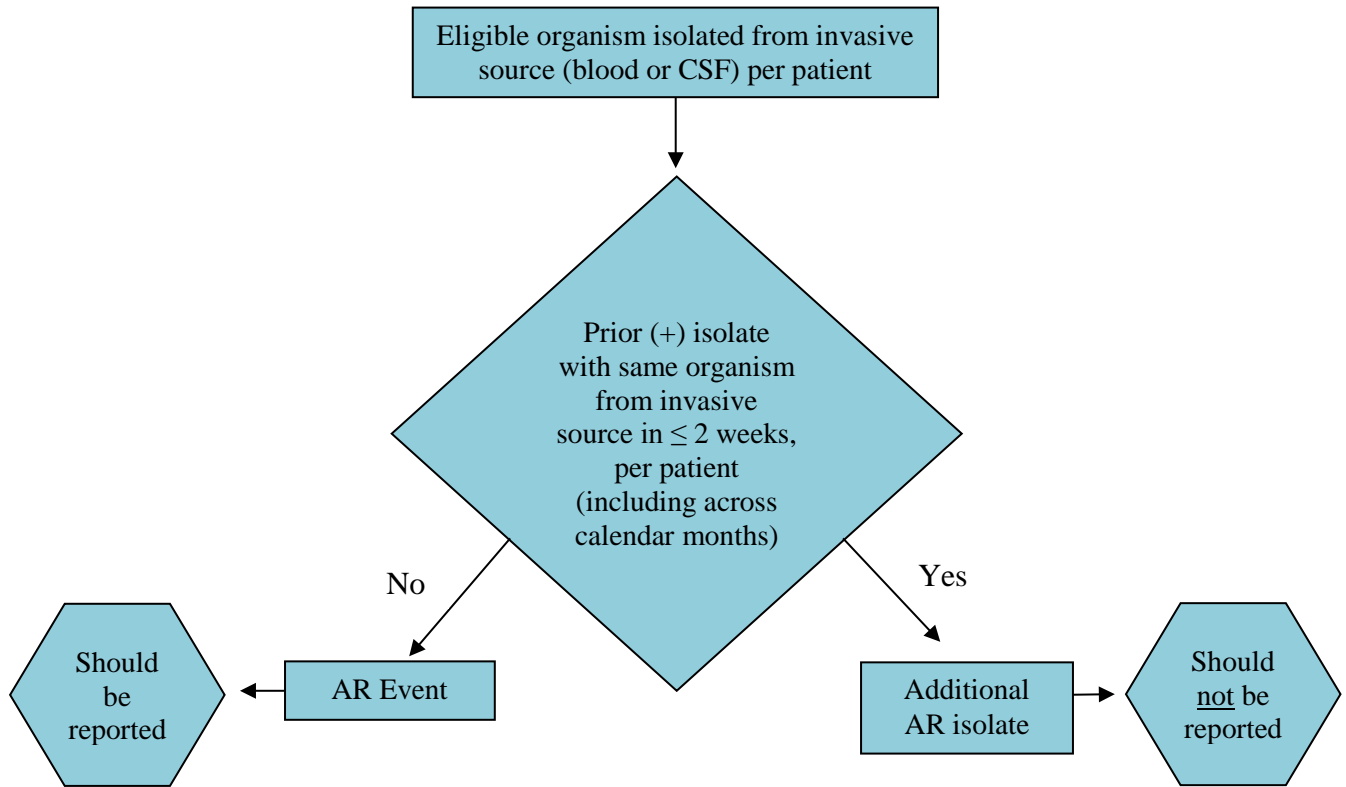 Eligible organism isolated from invasive
source (blood or CSF) per patient
Prior (+) isolate
with same organism
from invasive
source in ≤ 2 weeks,
per patient
(including across
calendar months)
No
Yes
Should
be
reported
AR Event
Additional
AR isolate
Should
not be
reported